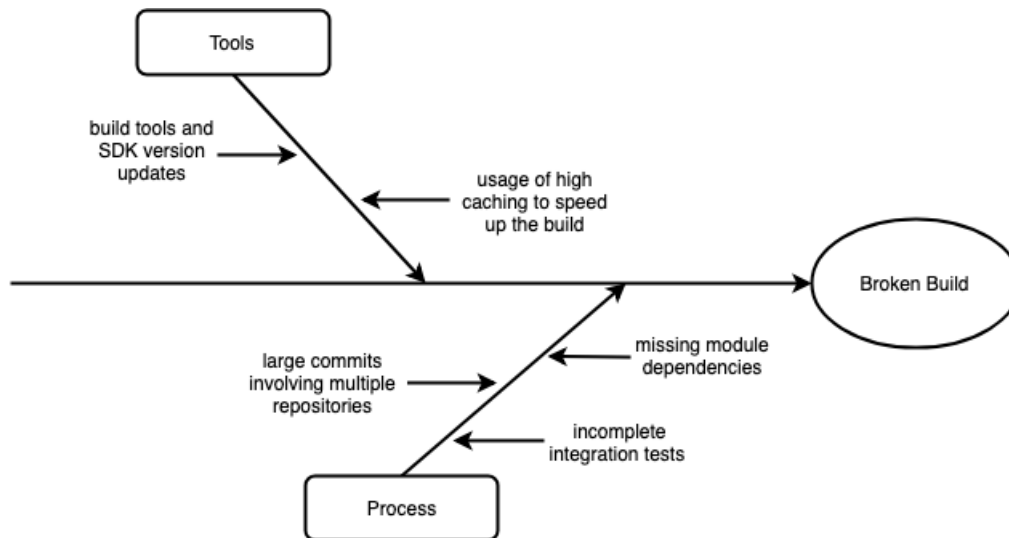 Tools
build tools and
SDK version
updates
usage of high
caching to speed
up the build
Broken Build
large commits
involving multiple
repositories
missing module
dependencies
incomplete
integration tests
Process